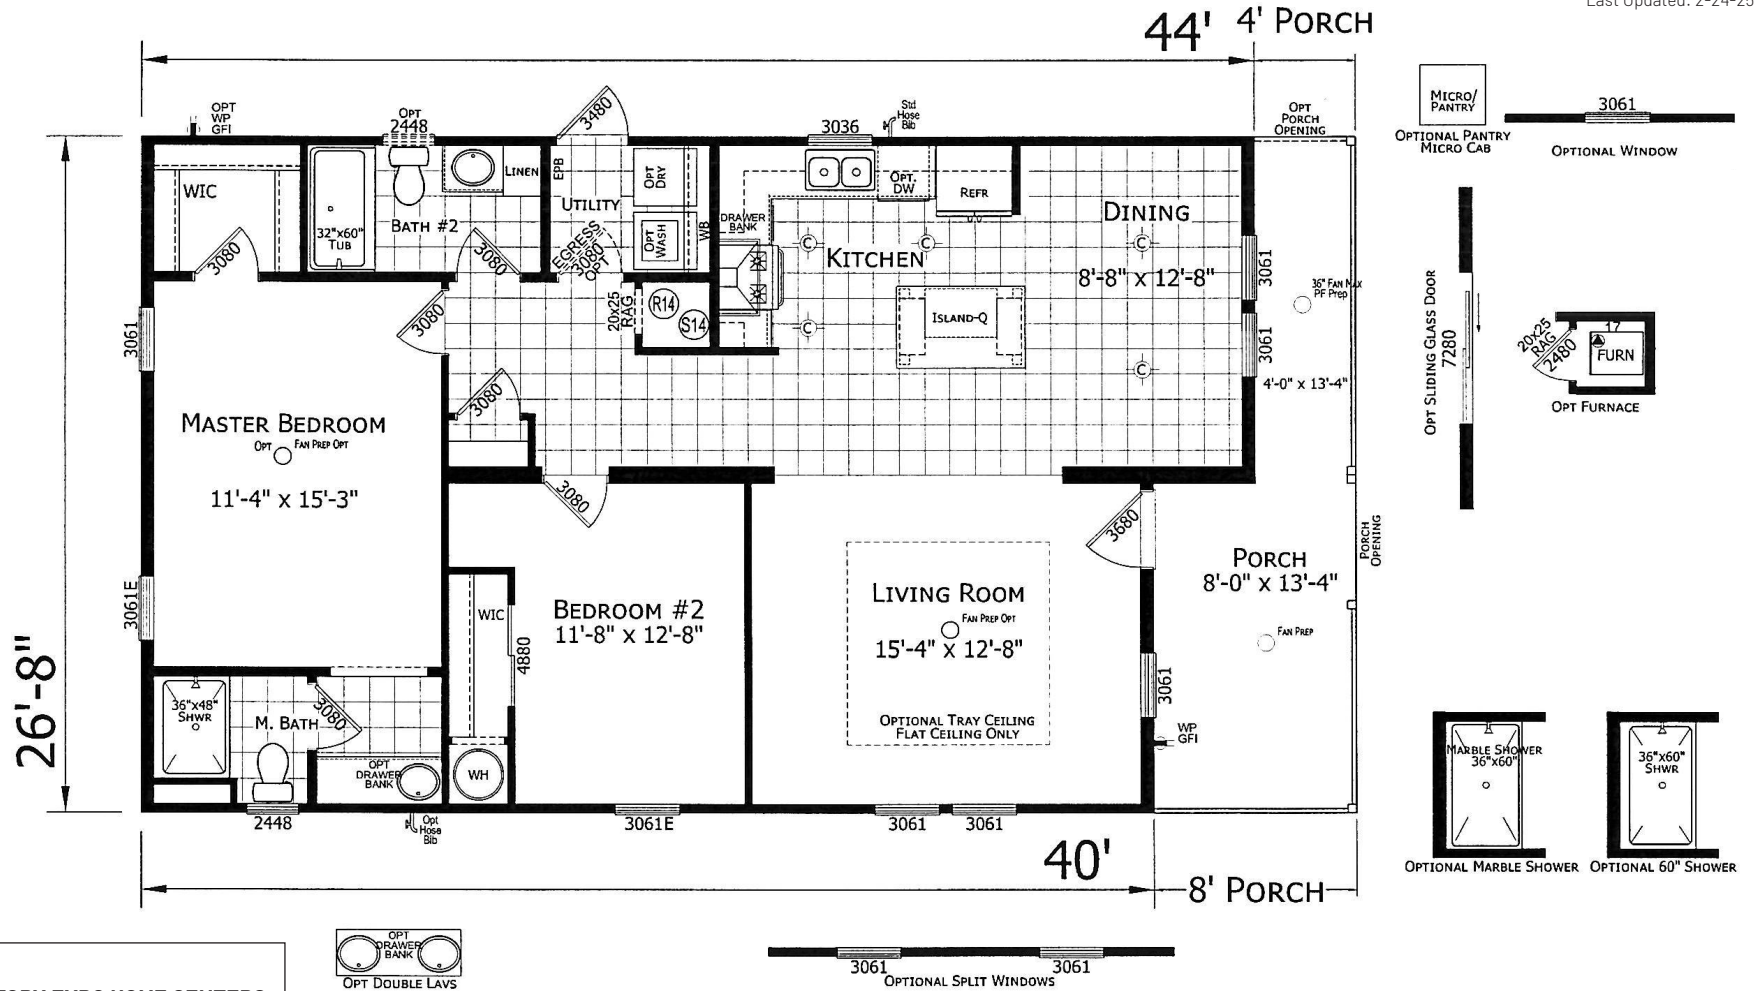 Last Updated: 2-24-25
44'
4' PORCH
OPT
WP
GFI
OPT
2448
3480
3036
Std
Hose
Bib
OPT
PORCH
OPENING
MICRO/
PANTRY
OPTIONAL PANTRY
MICRO CAB
3061
OPTIONAL WINDOW
WIC
3080
32"x60"
TUB
BATH #2
LINEN
3080
EPB
UTILITY
OPT
DRY
OPT
WASH
WB
EGRESS
3080
OPT
DRAWER
BANK
OPT.
DW
REFR
KITCHEN
C
C
C
C
C
DINING
8'-8" x 12'-8"
3061
3061
36" FAN MAX
PF Prep
4'-0" x 13'-4"
20x25
RAG
R14
S14
ISLAND-Q
OPT SLIDING GLASS DOOR
7280
20x25
RAG
2480
17
FURN
OPT FURNACE
3061
3080
3080
MASTER BEDROOM
OPT
FAN PREP OPT
11'-4" x 15'-3"
3061E
3080
3680
PORCH
8'-0" x 13'-4"
FAN PREP
PORCH
OPENING
WIC
4880
BEDROOM #2
11'-8" x 12'-8"
LIVING ROOM
FAN PREP OPT
15'-4" x 12'-8"
OPTIONAL TRAY CEILING
FLAT CEILING ONLY
3061
WP
GFI
26'-8"
36"x48"
SHWR
M. BATH
3080
OPT
DRAWER
BANK
WH
2448
Opt
Hose
Bib
3061E
3061
3061
MARBLE SHOWER
36"x60"
OPTIONAL MARBLE SHOWER
36"x60"
SHWR
OPTIONAL 60" SHOWER
40'
8' PORCH
OPT
DRAWER
BANK
OPT DOUBLE LAVS
3061
3061
OPTIONAL SPLIT WINDOWS